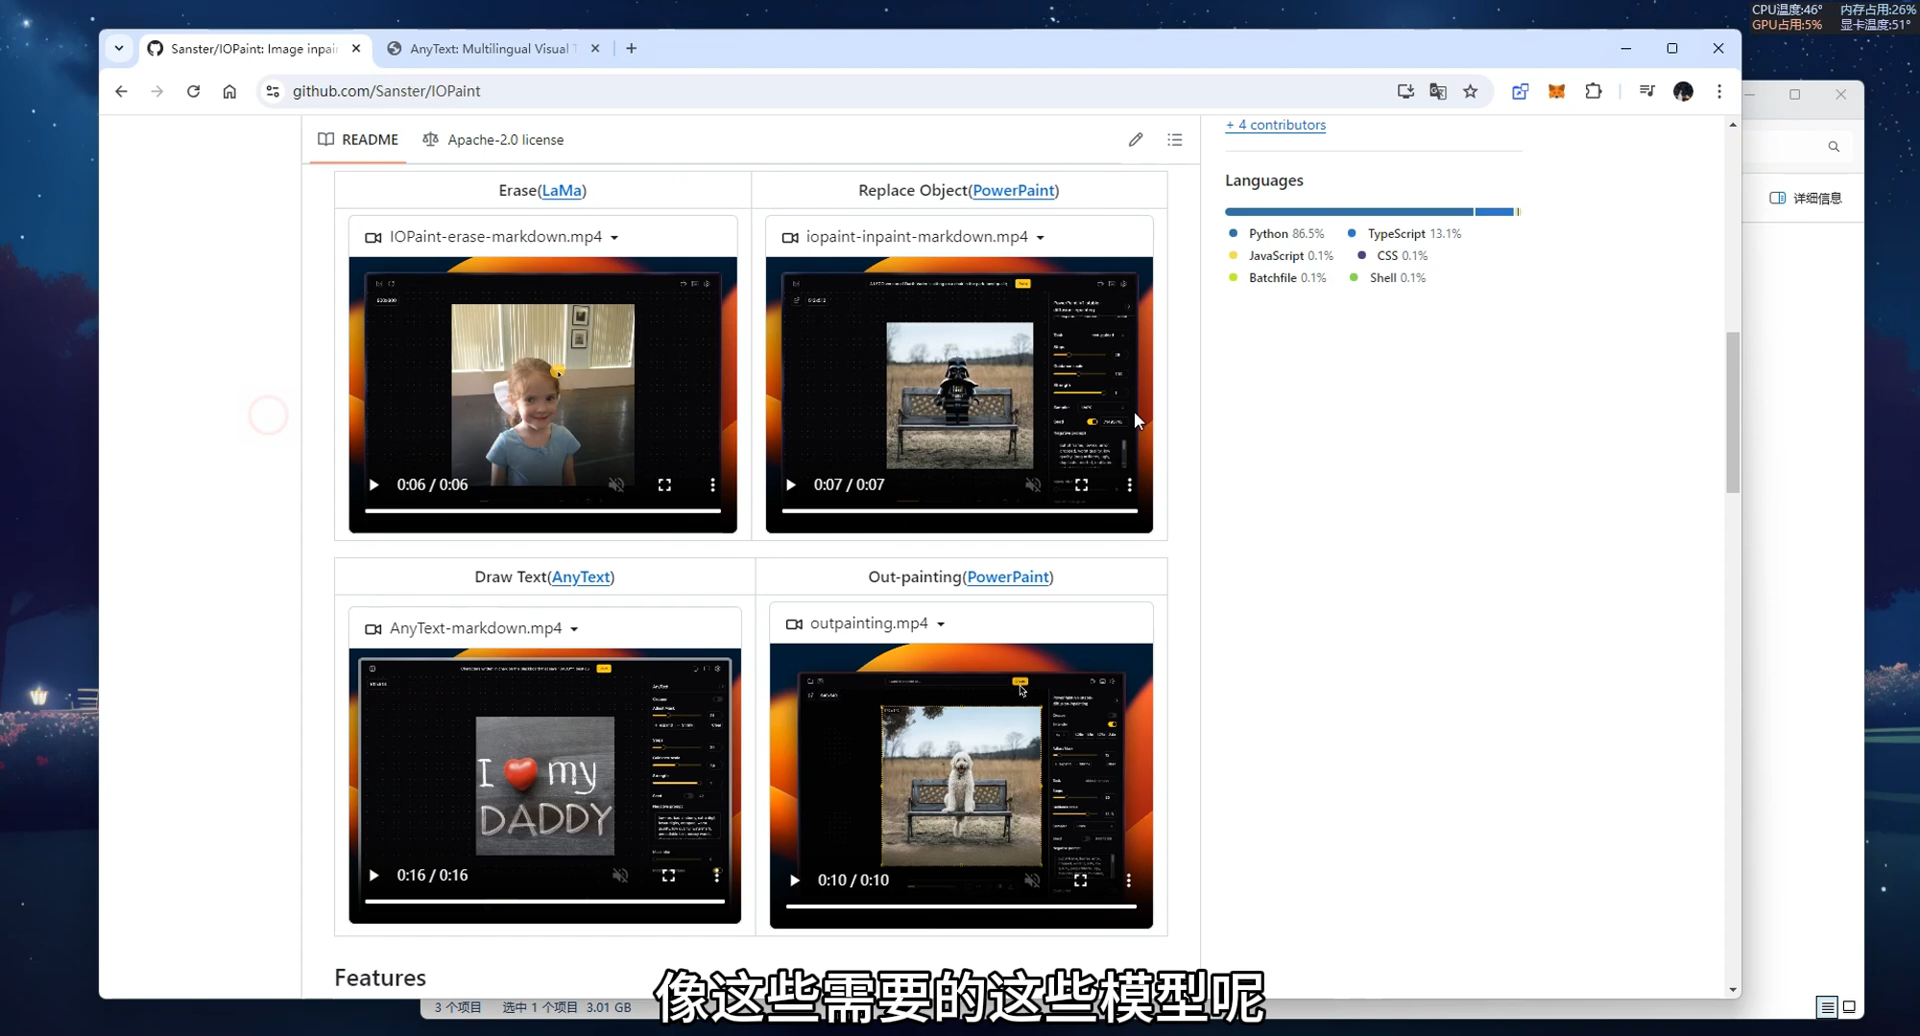 CPU温度:46° 内存占用:26%
GPU占用:5% 显卡温度:51°
Sanster/IOPaint: Image inpai
AnyText: Multilingual Visual T
github.com/Sanster/IOPaint
README
Apache-2.0 license
+ 4 contributors
Languages
Python 86.5% TypeScript 13.1%
JavaScript 0.1% CSS 0.1%
Batchfile 0.1% Shell 0.1%
详细信息
Erase(LaMa) Replace Object(PowerPaint)
IOPaint-erase-markdown.mp4
iopaint-inpaint-markdown.mp4
0:06 / 0:06
0:07 / 0:07
Draw Text(AnyText) Out-painting(PowerPaint)
AnyText-markdown.mp4
outpainting.mp4
I my
DADDY
0:16 / 0:16
0:10 / 0:10
Features
像这些需要的这些模型呢
3 个项目 选中 1 个项目 3.01 GB